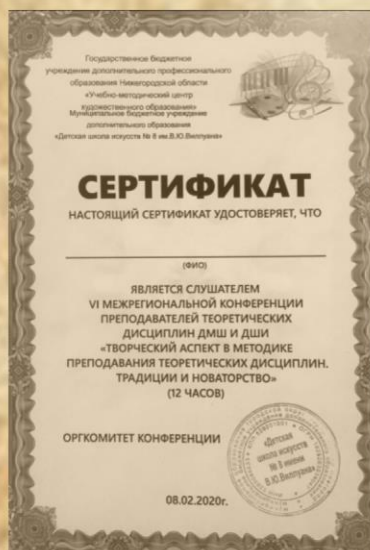 Государственное бюджетное
учреждение дополнительного профессионального
образования Нижегородской области
«Учебно-методический центр
художественного образования»
Муниципальное бюджетное учреждение
дополнительного образования
«Детская школа искусств № 8 им.В.Ю.Виллуана»
СЕРТИФИКАТ
НАСТОЯЩИЙ СЕРТИФИКАТ УДОСТОВЕРЯЕТ, ЧТО
(ФИО)
ЯВЛЯЕТСЯ СЛУШАТЕЛЕМ
VI МЕЖРЕГИОНАЛЬНОЙ КОНФЕРЕНЦИИ
ПРЕПОДАВАТЕЛЕЙ ТЕОРЕТИЧЕСКИХ
ДИСЦИПЛИН ДМШ И ДШИ
«ТВОРЧЕСКИЙ АСПЕКТ В МЕТОДИКЕ
ПРЕПОДАВАНИЯ ТЕОРЕТИЧЕСКИХ ДИСЦИПЛИН.
ТРАДИЦИИ И НОВАТОРСТВО»
(12 ЧАСОВ)
ОРГКОМИТЕТ КОНФЕРЕНЦИИ
«Детская
школа искусств
№ 8 имени
В.Ю.Виллуана»
08.02.2020г.